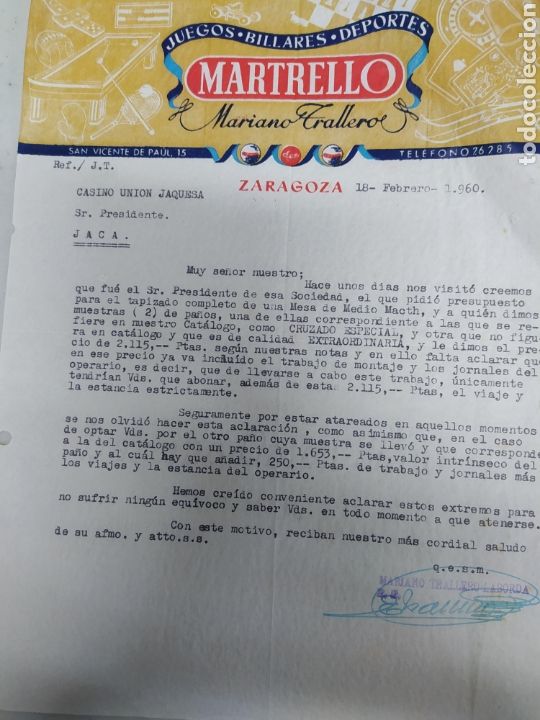 JUEGOS · BILLARES · DEPORTES
MARTRELLO
Mariano Trallero
SAN VICENTE DE PAUL, 15
TELÉFONO 26285
Ref./ J.T.
ZARAGOZA 18- Febrero- 1.960.
CASINO UNION JAQUESA
Sr. Presidente.
J A C A .
Muy señor nuestro;
Hace unos dias nos visitó creemos
que fué el Sr. Presidente de esa Sociedad, el que pidió presupuesto
para el tapizado completo de una Mesa de Medio Macth, y a quién dimos
muestras ( 2) de paños, una de ellas correspondiente a las que se re-
fiere en nuestro Catálogo, como CRUZADO ESPECIAL, y otra que no figu-
ra en catálogo y que es de calidad EXTRAORDINARIA, y le dimos el pre-
cio de 2.115,-- Ptas. según nuestras notas y en ello falta aclarar que
en ese precio ya va incluído el trabajo de montaje y los jornales del
operario, es decir, que de llevarse a cabo este trabajo, únicamente
tendrían Vds. que abonar, además de esta 2.115,-- Ptas, el viaje y
la estancia estrictamente.
Seguramente por estar atareados en aquellos momentos
se nos olvidó hacer esta aclaración , como asimismo que, en el caso
de optar Vds. por el otro paño cuya muestra se llevó y que corresponde
a la del catálogo con un precio de 1.653,-- Ptas,valor intrínseco del
paño y al cuál hay que añadir, 250,-- Ptas. de trabajo y jornales más
los viajes y la estancia del operario.
Hemos creído conveniente aclarar estos extremos para
no sufrir ningún equívoco y saber Vds. en todo momento a que atenerse.
Con este motivo, reciban nuestro más cordial saludo
de su afmo. y atto.s.s.
q.e.s.m.
MARIANO TRALLERO LABORDA
todocoleccion